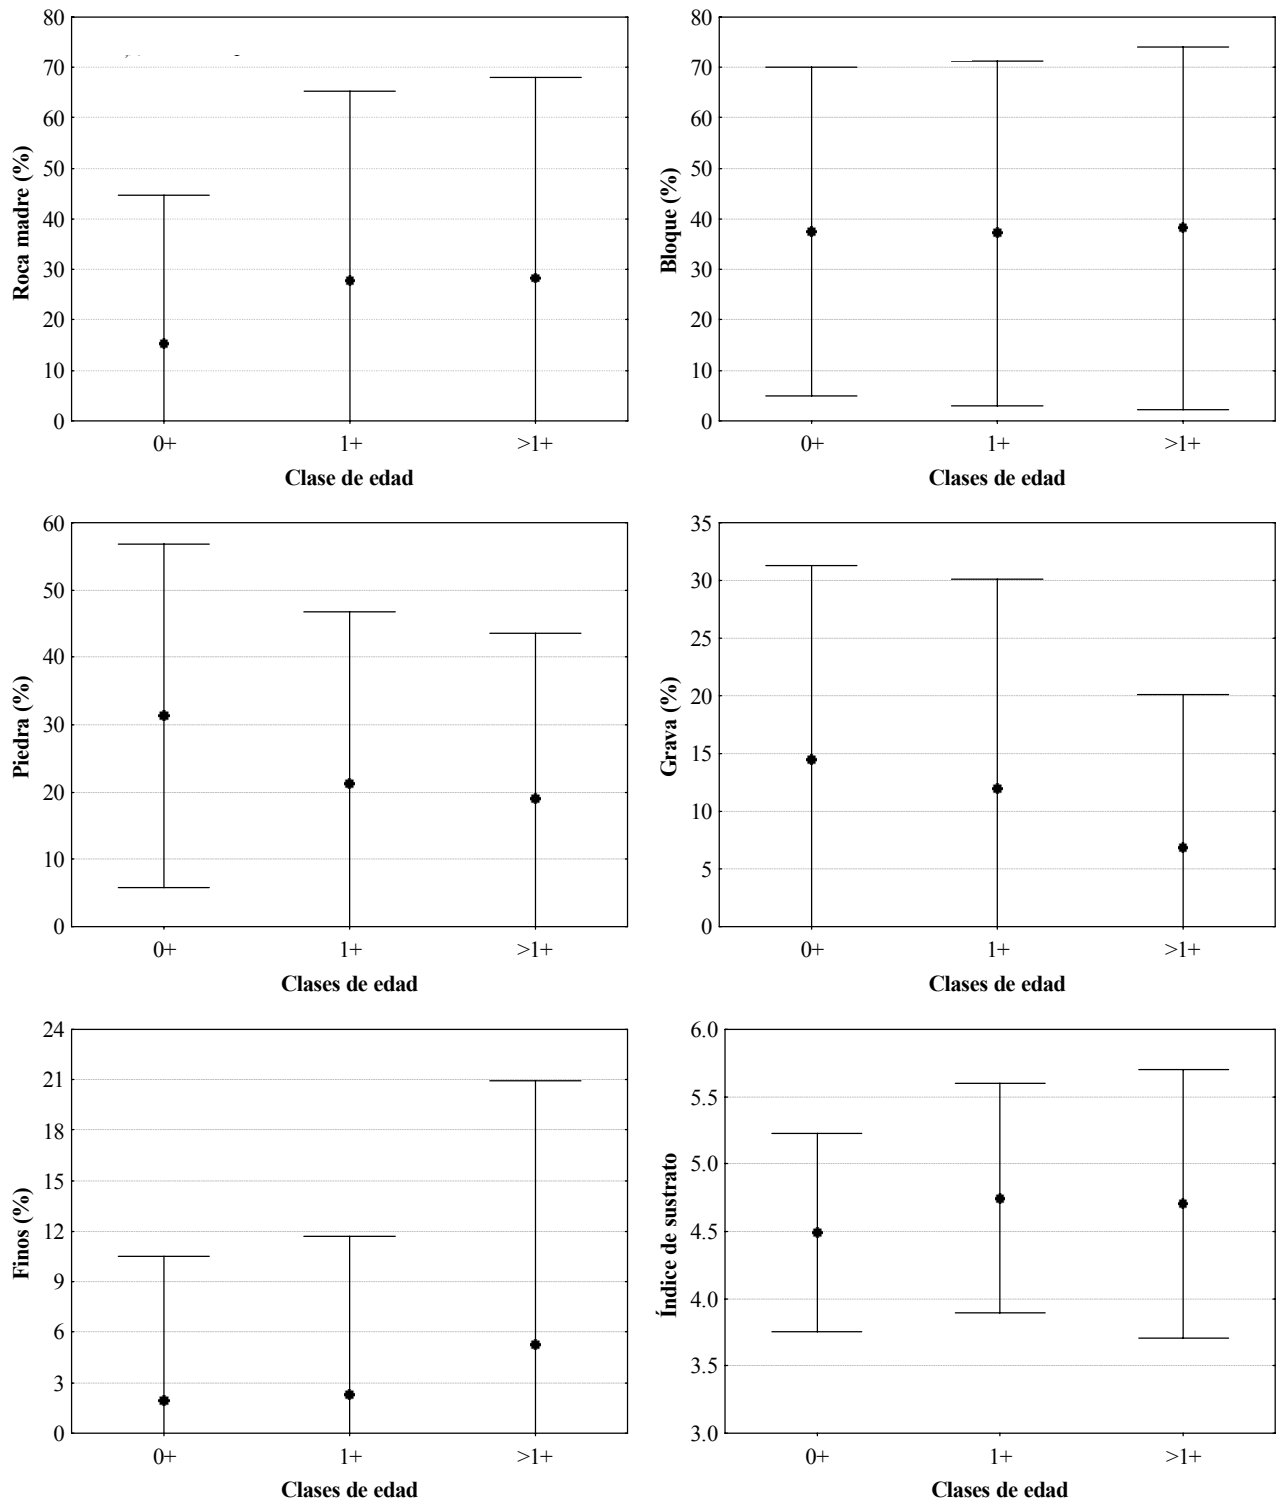 80
70
60
50
40
30
20
10
0
Roca madre (%)
0+ 1+ >1+
Clase de edad
80
70
60
50
40
30
20
10
0
Bloque (%)
0+ 1+ >1+
Clases de edad
60
50
40
30
20
10
0
Piedra (%)
0+ 1+ >1+
Clases de edad
35
30
25
20
15
10
5
0
Grava (%)
0+ 1+ >1+
Clases de edad
24
21
18
15
12
9
6
3
0
Finos (%)
0+ 1+ >1+
Clases de edad
6.0
5.5
5.0
4.5
4.0
3.5
3.0
Índice de sustrato
0+ 1+ >1+
Clases de edad